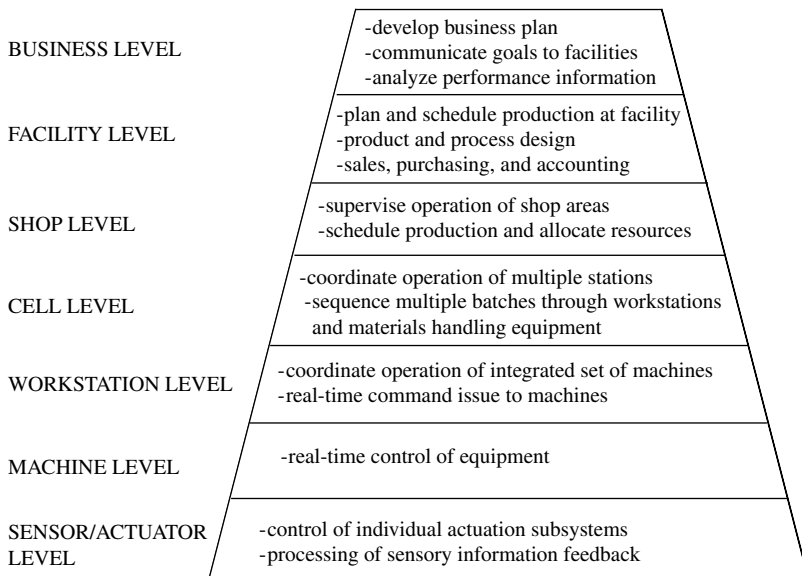 BUSINESS LEVEL
-develop business plan
-communicate goals to facilities
-analyze performance information
FACILITY LEVEL
-plan and schedule production at facility
-product and process design
-sales, purchasing, and accounting
SHOP LEVEL
-supervise operation of shop areas
-schedule production and allocate resources
CELL LEVEL
-coordinate operation of multiple stations
-sequence multiple batches through workstations
and materials handling equipment
WORKSTATION LEVEL
-coordinate operation of integrated set of machines
-real-time command issue to machines
MACHINE LEVEL
-real-time control of equipment
SENSOR/ACTUATOR
LEVEL
-control of individual actuation subsystems
-processing of sensory information feedback